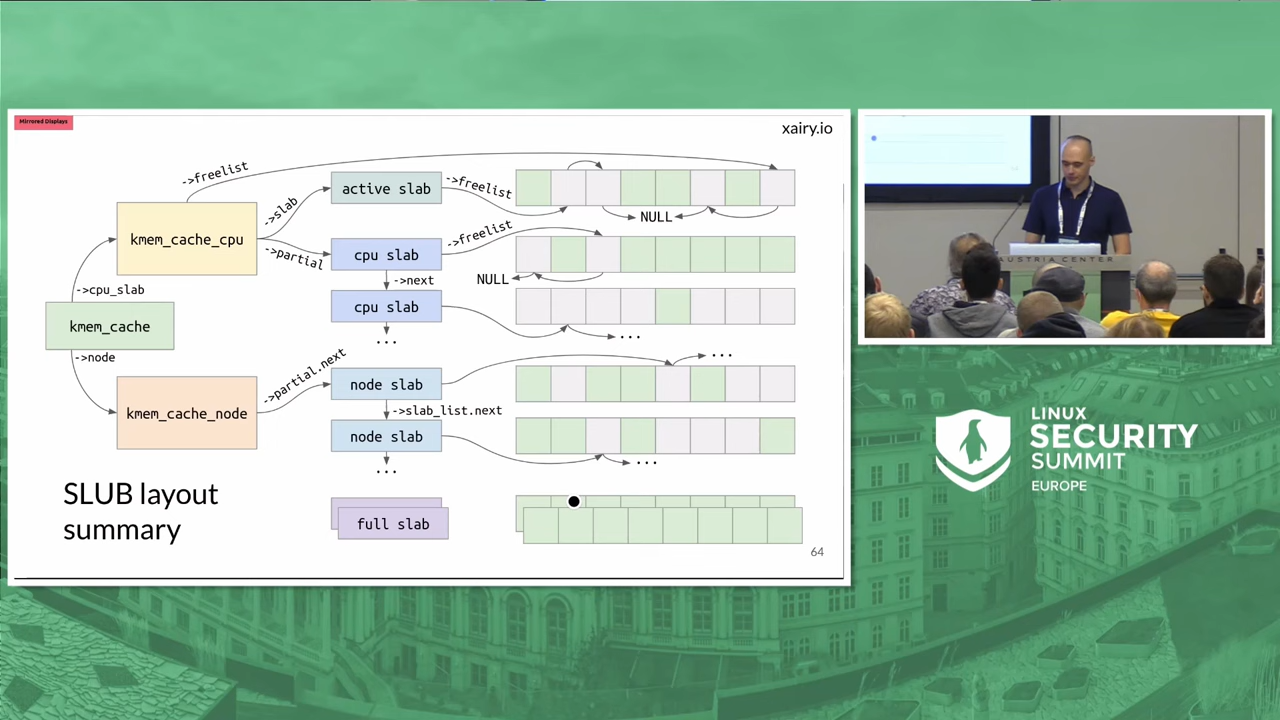 Mirrored Displays
xairy.io
->freelist
active slab
->freelist
->slab
NULL
kmem_cache_cpu
->partial
cpu slab
->freelist
->next
NULL
->cpu_slab
cpu slab
...
kmem_cache
...
->node
->partial.next
...
node slab
kmem_cache_node
->slab_list.next
node slab
...
...
SLUB layout
summary
full slab
64
AUSTRIA CENTER
LINUX
SECURITY
SUMMIT
EUROPE